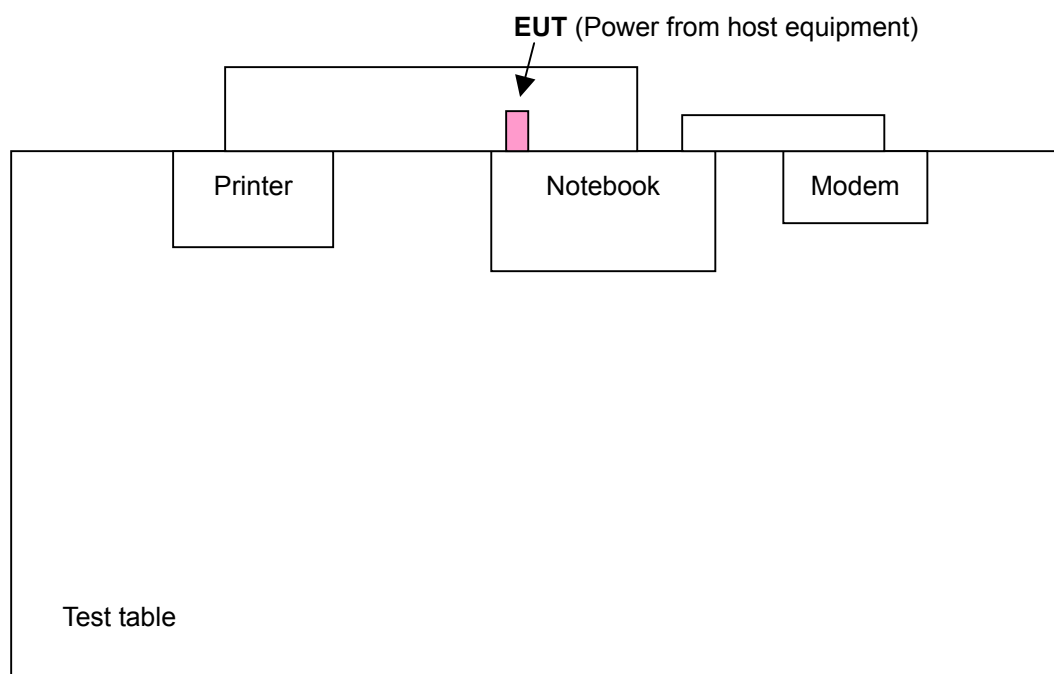 EUT (Power from host equipment)
Printer
Notebook
Modem
Test table